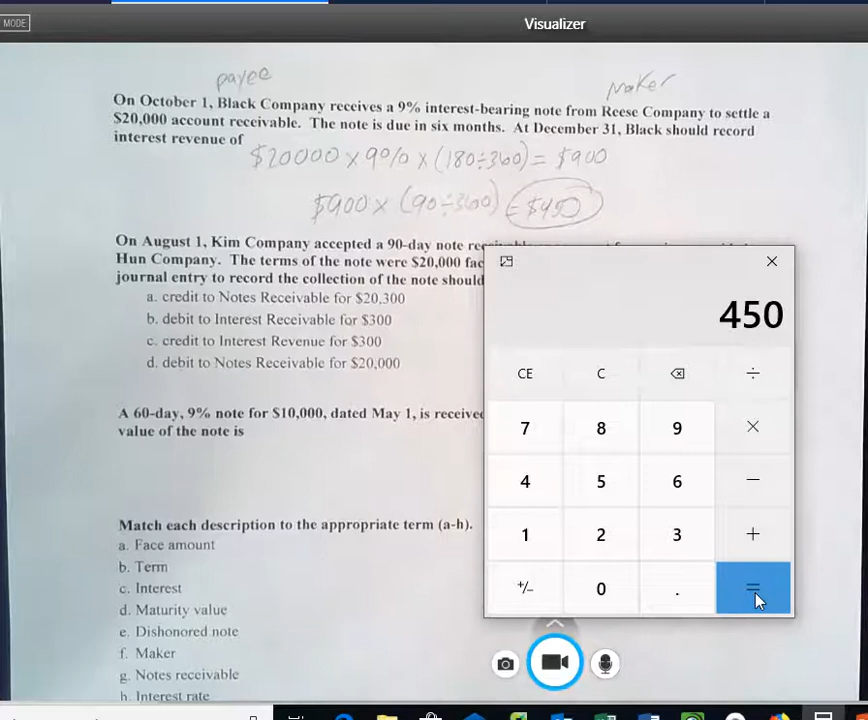 MODE
Visualizer
payee
Maker
On October 1, Black Company receives a 9% interest-bearing note from Reese Company to settle a
$20,000 account receivable. The note is due in six months. At December 31, Black should record
interest revenue of
$20000 × 9% × (180÷360) = $900
$900 × (90÷360) = $450
On August 1, Kim Company accepted a 90-day note
Hun Company. The terms of the note were $20,000
journal entry to record the collection of the note should
a. credit to Notes Receivable for $20,300
b. debit to Interest Receivable for $300
c. credit to Interest Revenue for $300
d. debit to Notes Receivable for $20,000
A 60-day, 9% note for $10,000, dated May 1, is received
value of the note is
Match each description to the appropriate term (a-h).
a. Face amount
b. Term
c. Interest
d. Maturity value
e. Dishonored note
f. Maker
g. Notes receivable
h. Interest rate
450
CE C ⌫ ÷
7 8 9 ×
4 5 6 −
1 2 3 +
+/− 0 . =